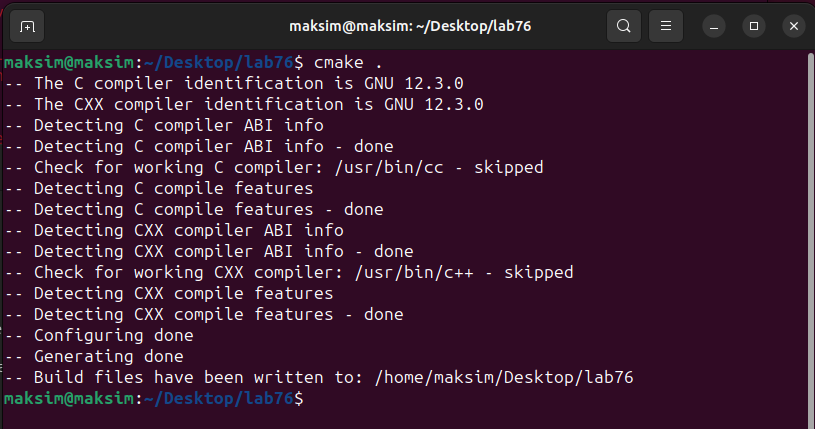 maksim@maksim: ~/Desktop/lab76
maksim@maksim:~/Desktop/lab76$ cmake .
-- The C compiler identification is GNU 12.3.0
-- The CXX compiler identification is GNU 12.3.0
-- Detecting C compiler ABI info
-- Detecting C compiler ABI info - done
-- Check for working C compiler: /usr/bin/cc - skipped
-- Detecting C compile features
-- Detecting C compile features - done
-- Detecting CXX compiler ABI info
-- Detecting CXX compiler ABI info - done
-- Check for working CXX compiler: /usr/bin/c++ - skipped
-- Detecting CXX compile features
-- Detecting CXX compile features - done
-- Configuring done
-- Generating done
-- Build files have been written to: /home/maksim/Desktop/lab76
maksim@maksim:~/Desktop/lab76$